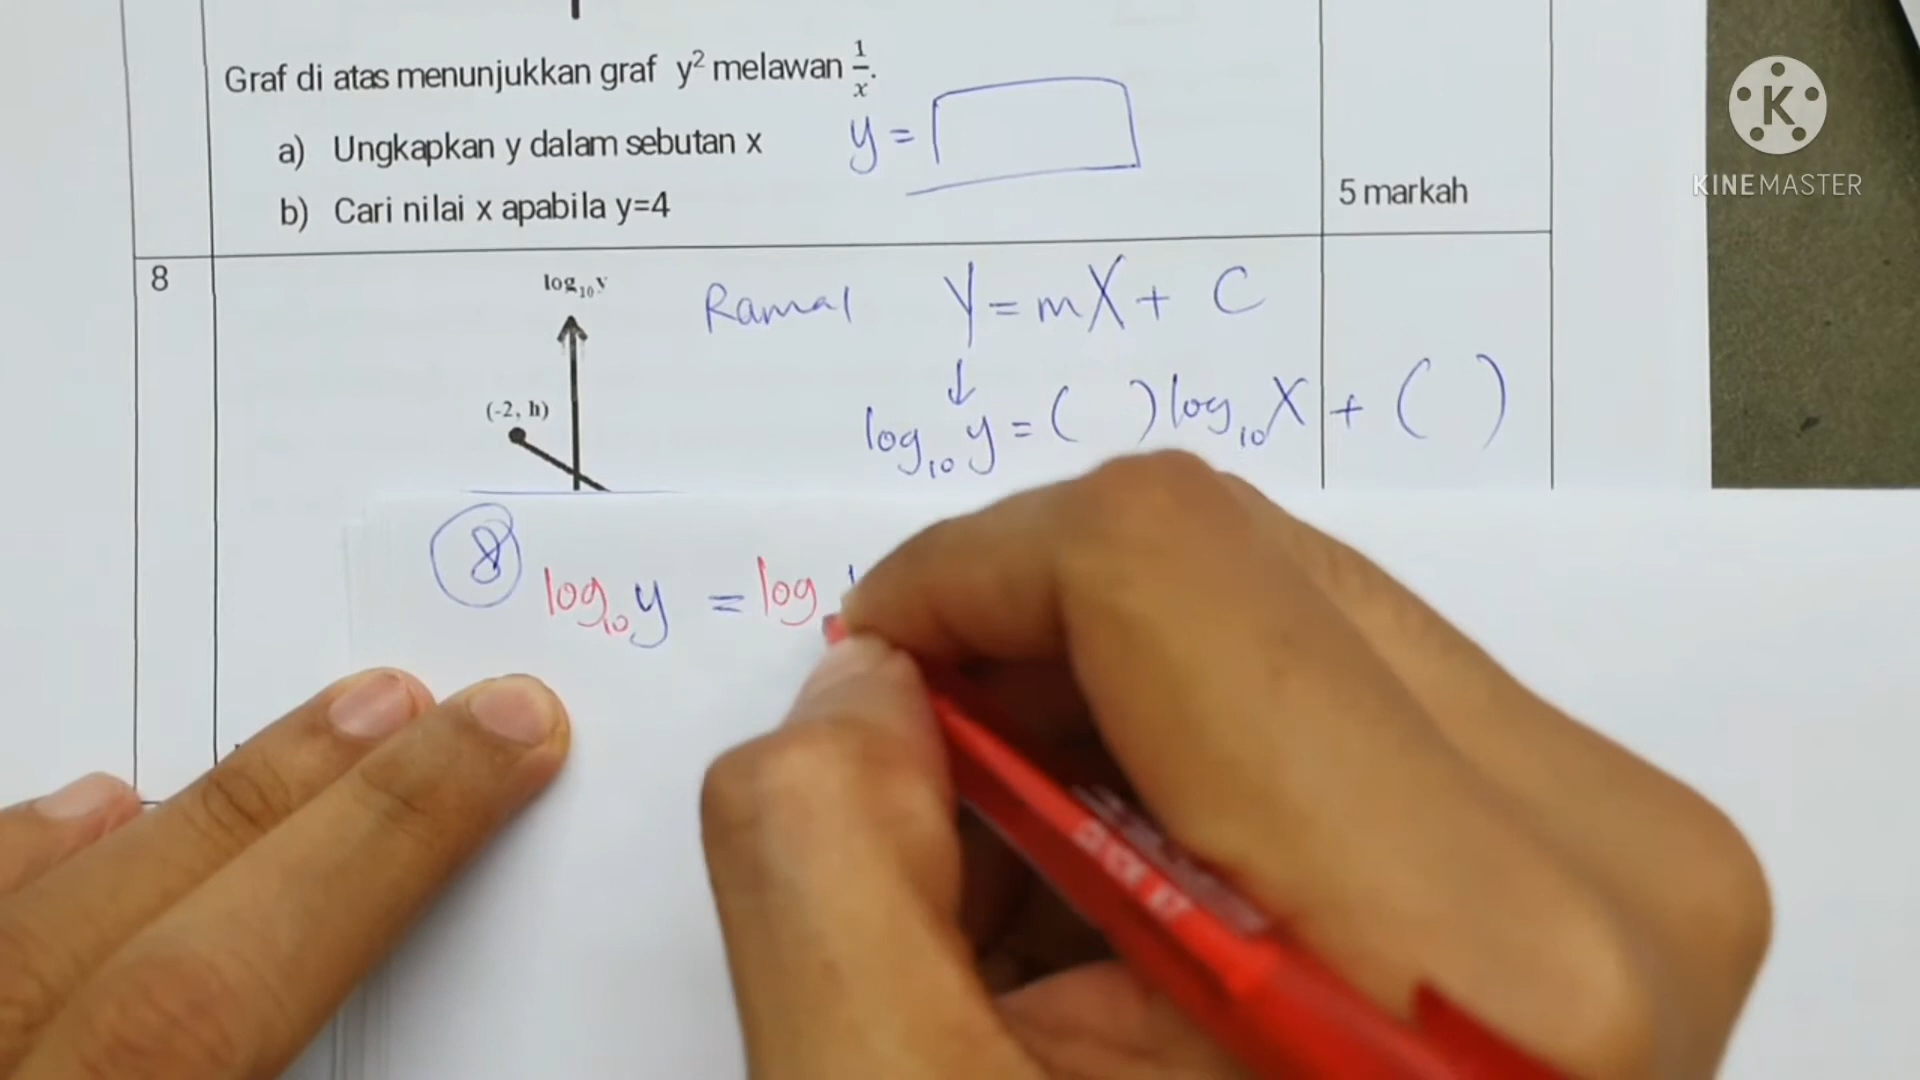 Graf di atas menunjukkan graf y² melawan 1/x.
a) Ungkapkan y dalam sebutan x
y =
b) Cari nilai x apabila y=4
5 markah
KINEMASTER
8
log₁₀y
Ramal Y = mX + C
(-2, h)
log₁₀ y = ( ) log₁₀ X + ( )
8
log₁₀ y = log